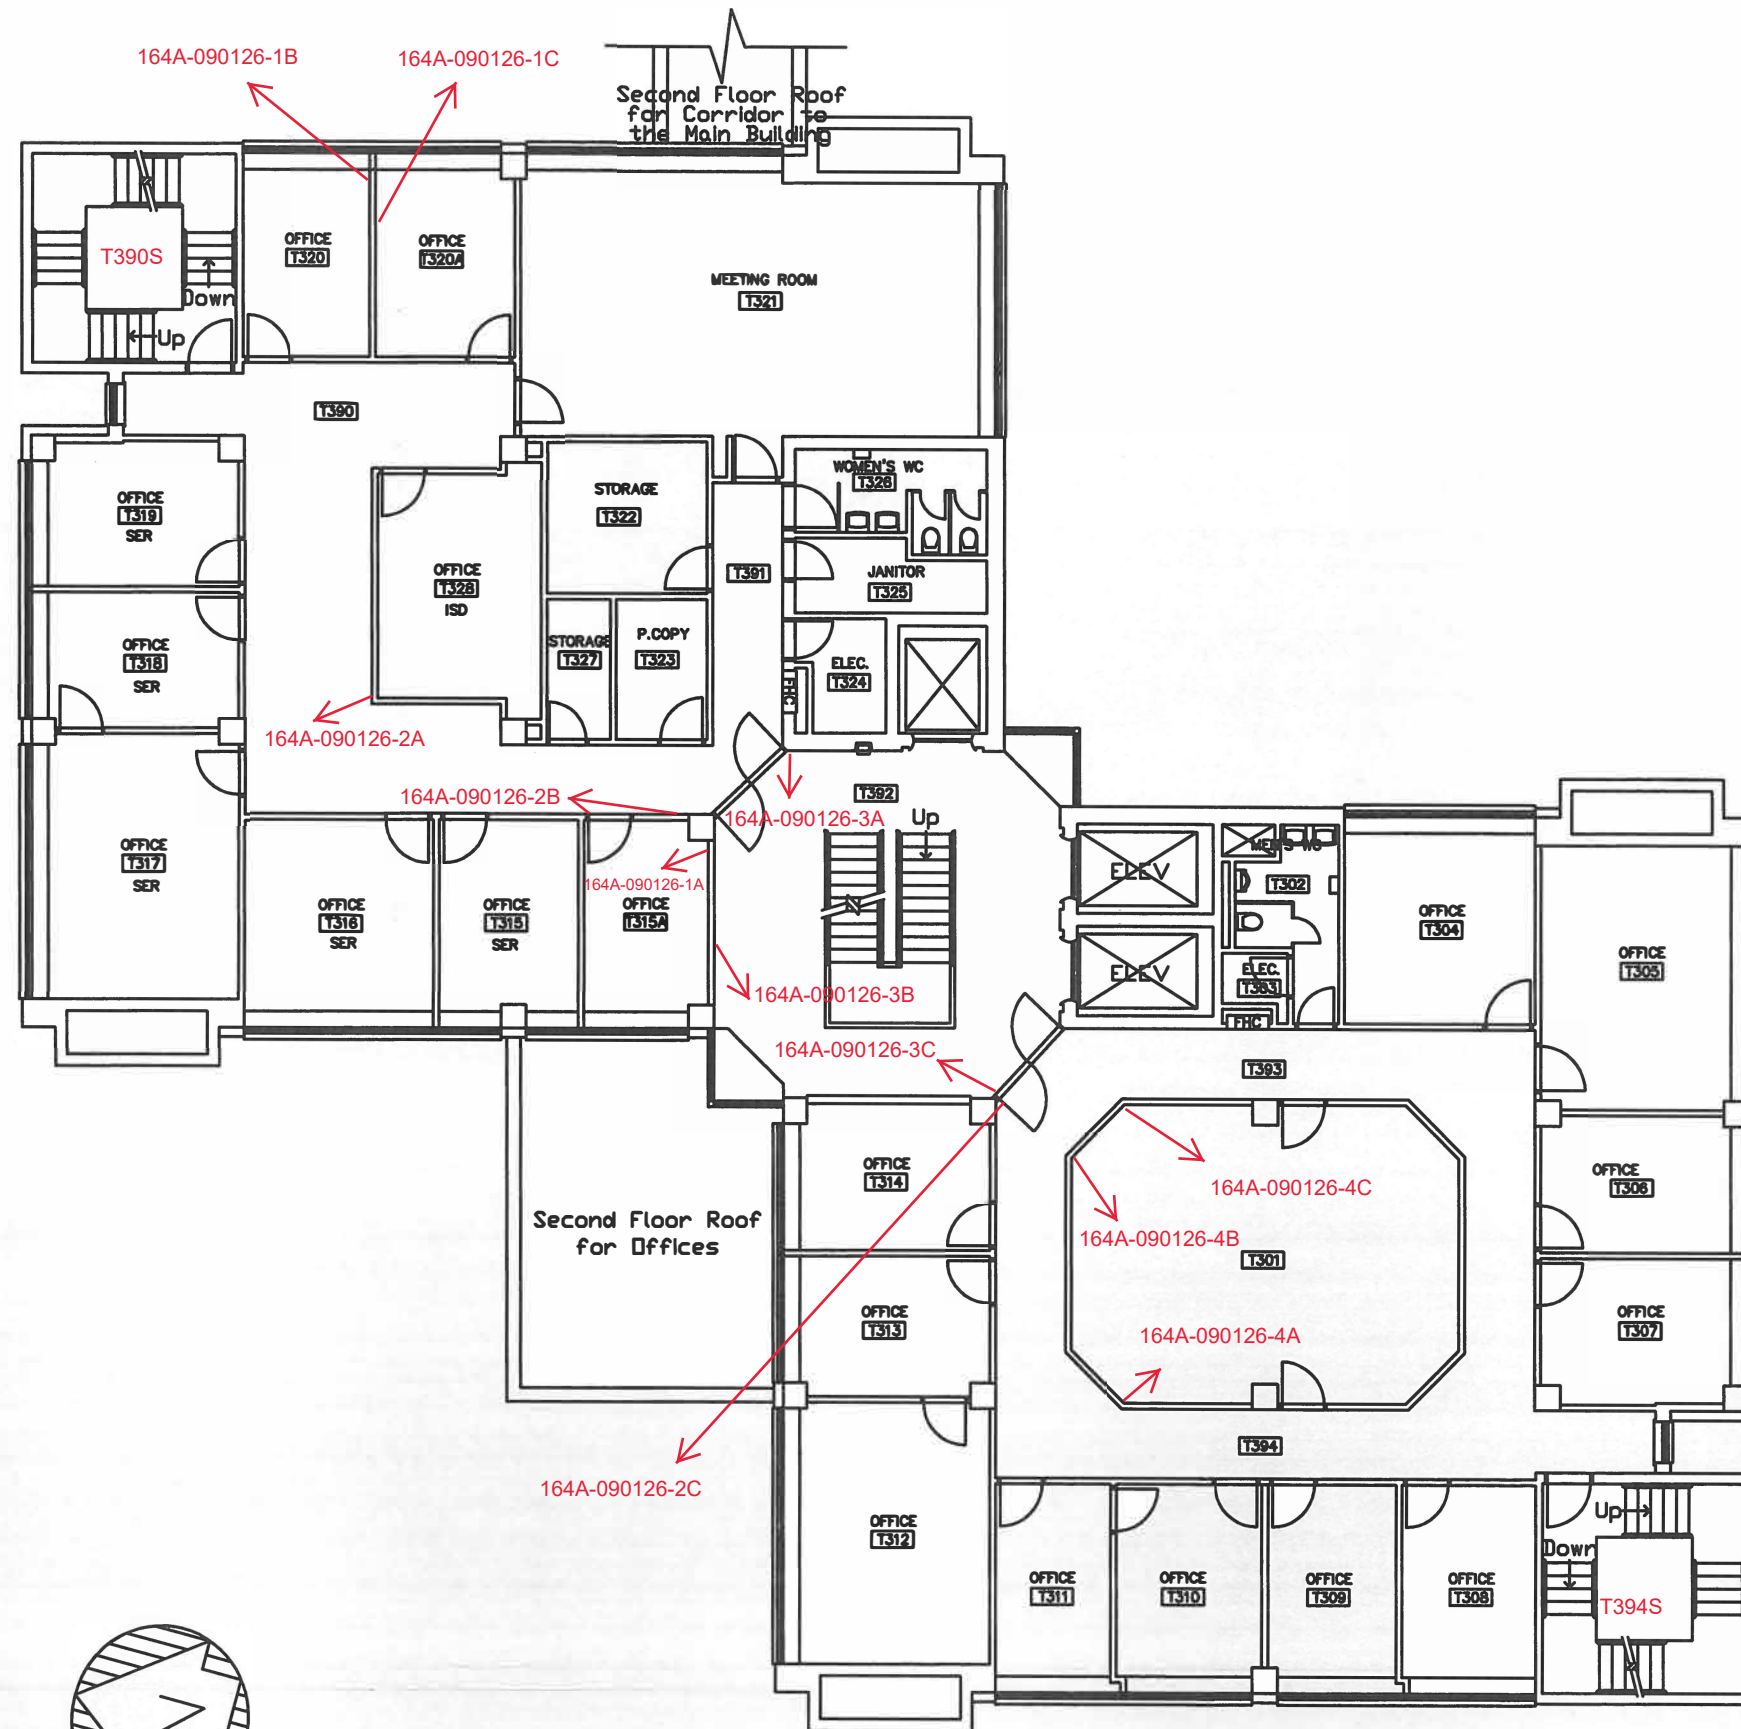 164A-090126-1B
164A-090126-1C
Second Floor Roof
for Corridor to
the Main Building
T390S
Down
Up
OFFICE
T320
OFFICE
T320A
MEETING ROOM
T321
T390
OFFICE
T319
SER
STORAGE
T322
WOMEN'S WC
T326
OFFICE
T328
ISD
T391
JANITOR
T325
OFFICE
T318
SER
STORAGE
T327
P.COPY
T323
ELEC.
T324
FHC
164A-090126-2A
164A-090126-2B
T392
164A-090126-3A
Up
OFFICE
T317
SER
164A-090126-1A
OFFICE
T316
SER
OFFICE
T315
SER
OFFICE
T315A
ELEV
MEN'S WC
T302
OFFICE
T304
OFFICE
T305
ELEV
ELEC.
T303
FHC
164A-090126-3B
164A-090126-3C
T393
OFFICE
T314
164A-090126-4C
OFFICE
T306
Second Floor Roof
for Offices
164A-090126-4B
T301
OFFICE
T313
164A-090126-4A
OFFICE
T307
T394
164A-090126-2C
OFFICE
T312
Up
Down
OFFICE
T311
OFFICE
T310
OFFICE
T309
OFFICE
T308
T394S